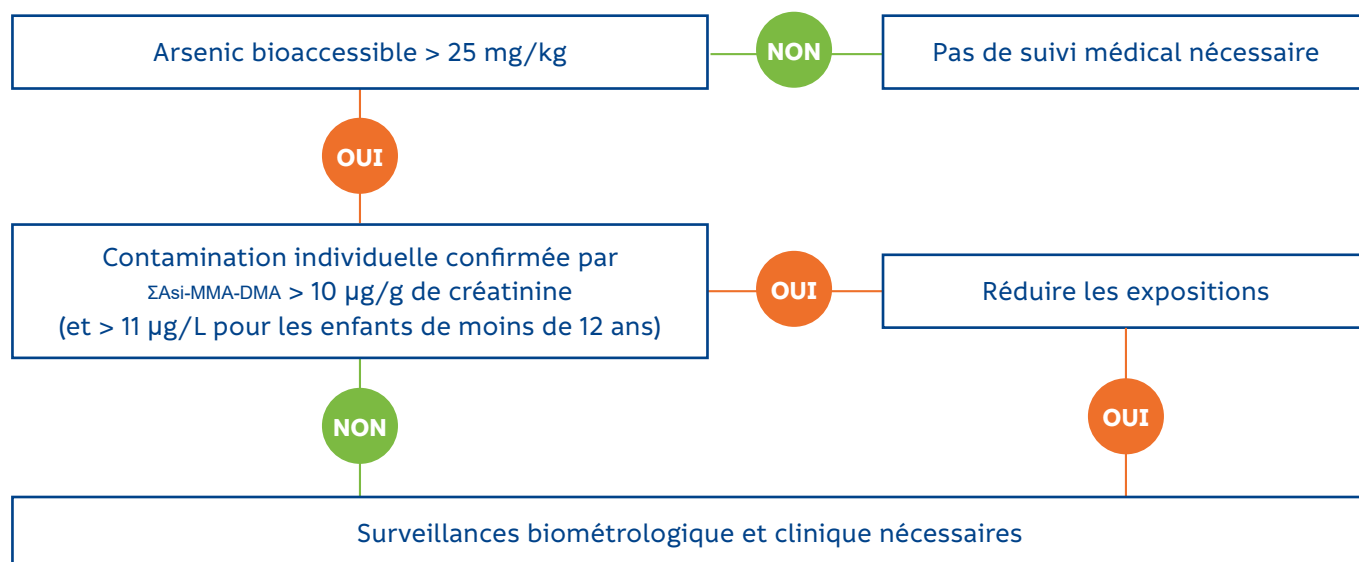 Arsenic bioaccessible > 25 mg/kg
NON
Pas de suivi médical nécessaire
OUI
Contamination individuelle confirmée par
ΣAsi-MMA-DMA > 10 µg/g de créatinine
(et > 11 µg/L pour les enfants de moins de 12 ans)
OUI
Réduire les expositions
NON
OUI
Surveillances biométrologique et clinique nécessaires